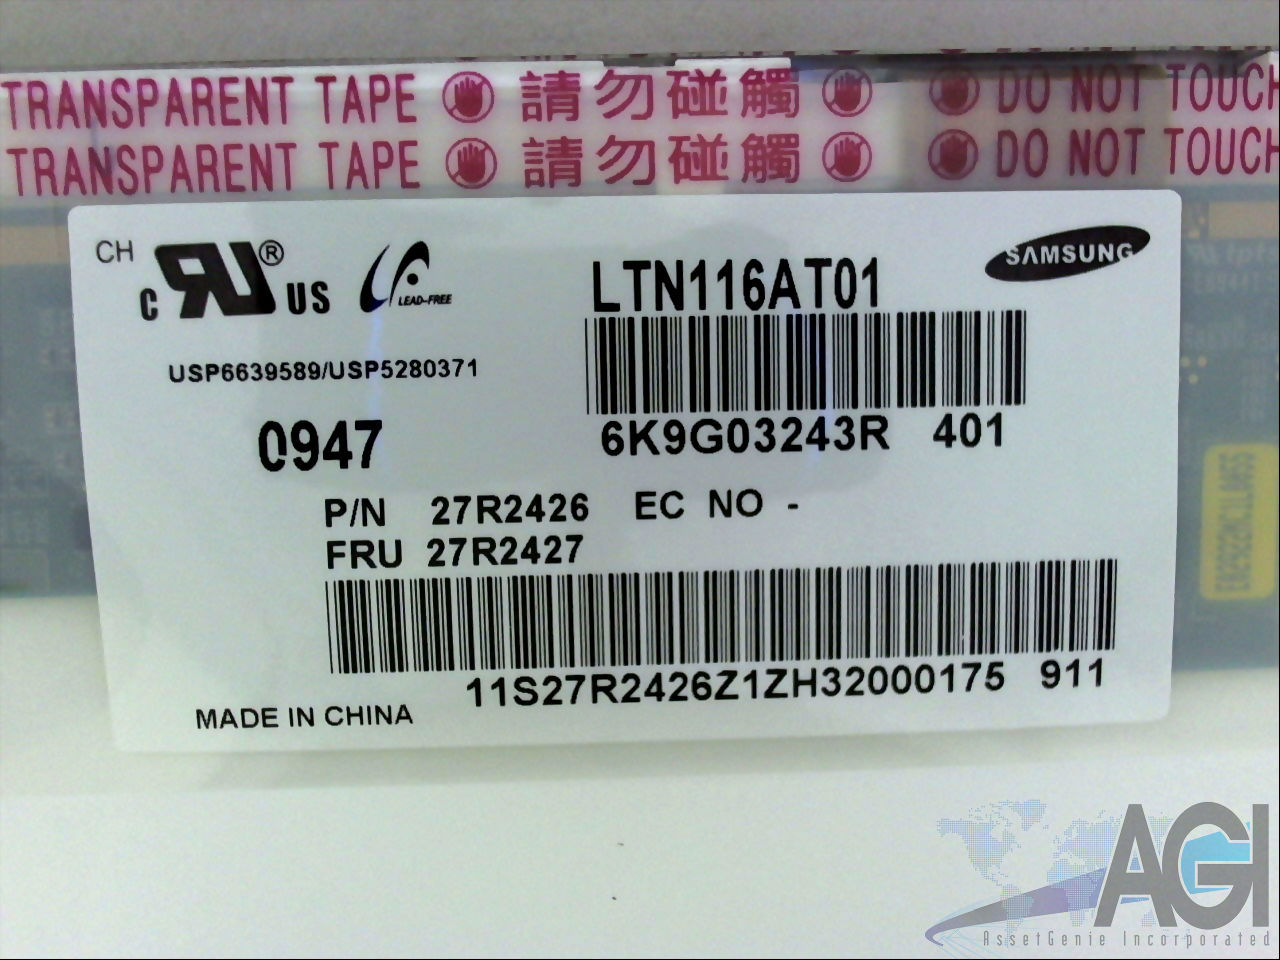 TRANSPARENT TAPE 請勿碰觸 DO NOT TOUCH
TRANSPARENT TAPE 請勿碰觸 DO NOT TOUCH
CH
C UR ® US
LEAD-FREE
LTN116AT01
SAMSUNG
USP6639589/USP5280371
0947
6K9G03243R 401
P/N 27R2426 EC NO -
FRU 27R2427
11S27R2426Z1ZH32000175 911
MADE IN CHINA
AGI
AssetGenie Incorporated